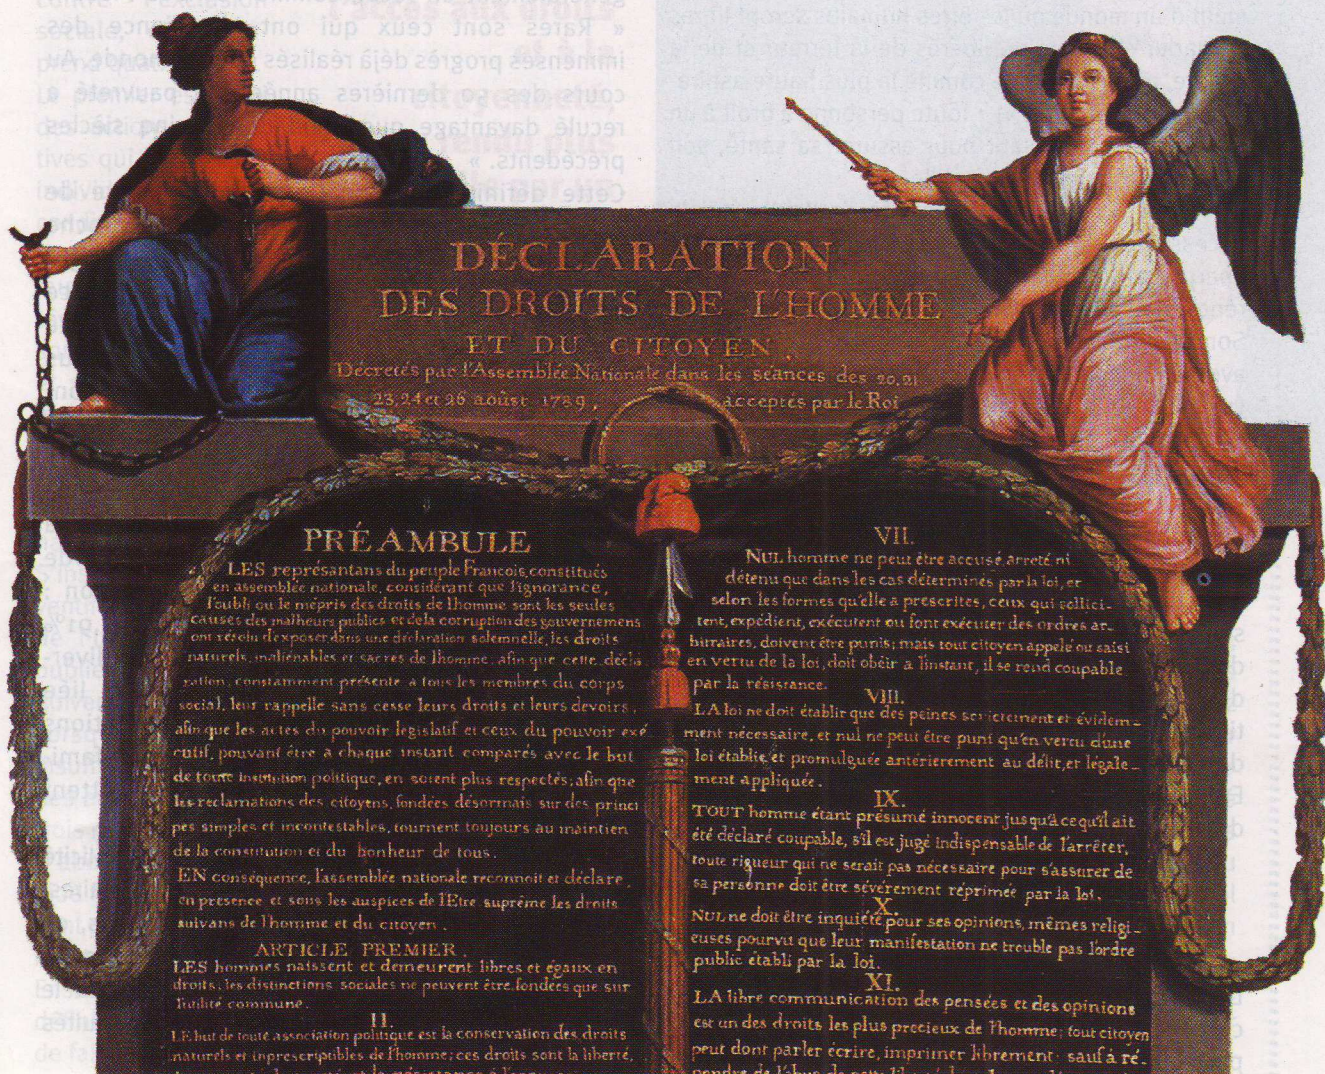 DÉCLARATION
DES DROITS DE L'HOMME
ET DU CITOYEN,
Décretés par l'Assemblée Nationale dans les séances des 20.21
23.24 et 26 aoûst 1789, acceptés par le Roi
PRÉAMBULE
LES représantans du peuple Francois, constitués
en assemblée nationale, considérant que l'ignorance,
l'oubli ou le mépris des droits de l'homme sont les seules
causes des malheurs publics et de la corruption des gouvernemens
ont résolu d'exposer dans une déclaration solemnelle, les droits
naturels, inaliénables et sacrés de l'homme; afin que cette décla
ration, constamment présente a tous les membres du corps
social, leur rappelle sans cesse leurs droits et leurs devoirs,
afin que les actes du pouvoir legislatif et ceux du pouvoir exé
cutif, pouvant être a chaque instant comparés avec le but
de toute institution politique, en soient plus respectés; afin que
les reclamations des citoyens, fondées désormais sur des princi
pes simples et incontestables, tournent toujours au maintien
de la constitution et du bonheur de tous.
EN conséquence, l'assemblée nationale reconnoit et déclare,
en presence et sous les auspices de l'Etre suprême les droits
suivans de l'homme et du citoyen.
ARTICLE PREMIER.
LES hommes naissent et demeurent libres et égaux en
droits, les distinctions sociales ne peuvent être fondées que sur
l'utilité commune.
II.
LE but de toute association politique est la conservation des droits
naturels et inprescriptibles de l'homme; ces droits sont la liberté,
VII.
NUL homme ne peut être accusé, arreté ni
détenu que dans les cas déterminés par la loi, et
selon les formes qu'elle a prescrites, ceux qui sollici-
tent, expédient, exécutent ou font exécuter des ordres ar-
bitraires, doivent être punis; mais tout citoyen appelé ou saisi
en vertu de la loi, doit obéir a l'instant, il se rend coupable
par la résistance.
VIII.
LA loi ne doit établir que des peines strictement et évidem-
ment nécessaire, et nul ne peut être puni qu'en vertu d'une
loi établie et promulguée antérierement au délit, et légale-
ment appliquée.
IX.
TOUT homme étant présumé innocent jusqu'a ce qu'il ait
été déclaré coupable, s'il est jugé indispensable de l'arrêter,
toute rigueur qui ne serait pas nécessaire pour s'assurer de
sa personne doit être sévèrement réprimée par la loi.
X.
NUL ne doit être inquiété pour ses opinions, mêmes religi-
euses pourvu que leur manifestation ne trouble pas l'ordre
public établi par la loi.
XI.
LA libre communication des pensées et des opinions
est un des droits les plus precieux de l'homme; tout citoyen
peut dont parler écrire, imprimer librement: sauf a ré-